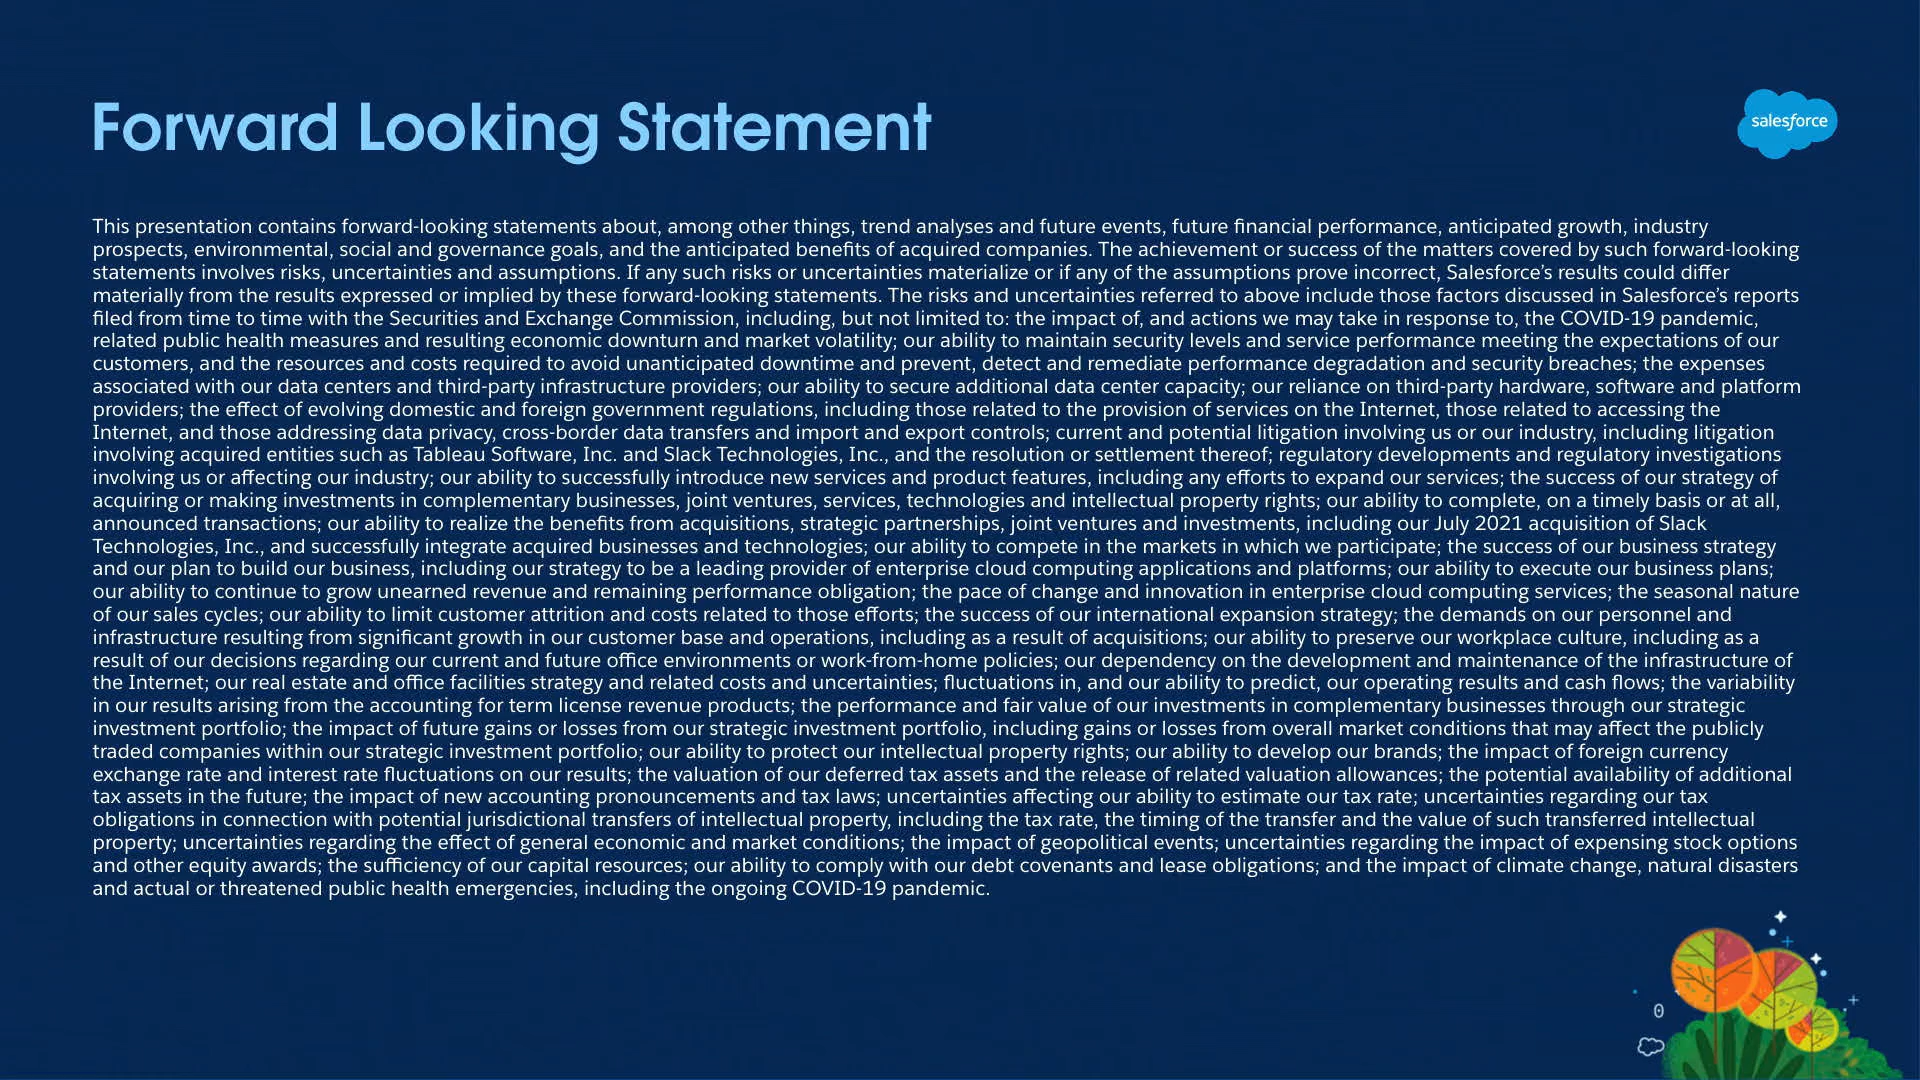 Forward Looking Statement
salesforce
This presentation contains forward-looking statements about, among other things, trend analyses and future events, future financial performance, anticipated growth, industry
prospects, environmental, social and governance goals, and the anticipated benefits of acquired companies. The achievement or success of the matters covered by such forward-looking
statements involves risks, uncertainties and assumptions. If any such risks or uncertainties materialize or if any of the assumptions prove incorrect, Salesforce’s results could differ
materially from the results expressed or implied by these forward-looking statements. The risks and uncertainties referred to above include those factors discussed in Salesforce’s reports
filed from time to time with the Securities and Exchange Commission, including, but not limited to: the impact of, and actions we may take in response to, the COVID-19 pandemic,
related public health measures and resulting economic downturn and market volatility; our ability to maintain security levels and service performance meeting the expectations of our
customers, and the resources and costs required to avoid unanticipated downtime and prevent, detect and remediate performance degradation and security breaches; the expenses
associated with our data centers and third-party infrastructure providers; our ability to secure additional data center capacity; our reliance on third-party hardware, software and platform
providers; the effect of evolving domestic and foreign government regulations, including those related to the provision of services on the Internet, those related to accessing the
Internet, and those addressing data privacy, cross-border data transfers and import and export controls; current and potential litigation involving us or our industry, including litigation
involving acquired entities such as Tableau Software, Inc. and Slack Technologies, Inc., and the resolution or settlement thereof; regulatory developments and regulatory investigations
involving us or affecting our industry; our ability to successfully introduce new services and product features, including any efforts to expand our services; the success of our strategy of
acquiring or making investments in complementary businesses, joint ventures, services, technologies and intellectual property rights; our ability to complete, on a timely basis or at all,
announced transactions; our ability to realize the benefits from acquisitions, strategic partnerships, joint ventures and investments, including our July 2021 acquisition of Slack
Technologies, Inc., and successfully integrate acquired businesses and technologies; our ability to compete in the markets in which we participate; the success of our business strategy
and our plan to build our business, including our strategy to be a leading provider of enterprise cloud computing applications and platforms; our ability to execute our business plans;
our ability to continue to grow unearned revenue and remaining performance obligation; the pace of change and innovation in enterprise cloud computing services; the seasonal nature
of our sales cycles; our ability to limit customer attrition and costs related to those efforts; the success of our international expansion strategy; the demands on our personnel and
infrastructure resulting from significant growth in our customer base and operations, including as a result of acquisitions; our ability to preserve our workplace culture, including as a
result of our decisions regarding our current and future office environments or work-from-home policies; our dependency on the development and maintenance of the infrastructure of
the Internet; our real estate and office facilities strategy and related costs and uncertainties; fluctuations in, and our ability to predict, our operating results and cash flows; the variability
in our results arising from the accounting for term license revenue products; the performance and fair value of our investments in complementary businesses through our strategic
investment portfolio; the impact of future gains or losses from our strategic investment portfolio, including gains or losses from overall market conditions that may affect the publicly
traded companies within our strategic investment portfolio; our ability to protect our intellectual property rights; our ability to develop our brands; the impact of foreign currency
exchange rate and interest rate fluctuations on our results; the valuation of our deferred tax assets and the release of related valuation allowances; the potential availability of additional
tax assets in the future; the impact of new accounting pronouncements and tax laws; uncertainties affecting our ability to estimate our tax rate; uncertainties regarding our tax
obligations in connection with potential jurisdictional transfers of intellectual property, including the tax rate, the timing of the transfer and the value of such transferred intellectual
property; uncertainties regarding the effect of general economic and market conditions; the impact of geopolitical events; uncertainties regarding the impact of expensing stock options
and other equity awards; the sufficiency of our capital resources; our ability to comply with our debt covenants and lease obligations; and the impact of climate change, natural disasters
and actual or threatened public health emergencies, including the ongoing COVID-19 pandemic.
0